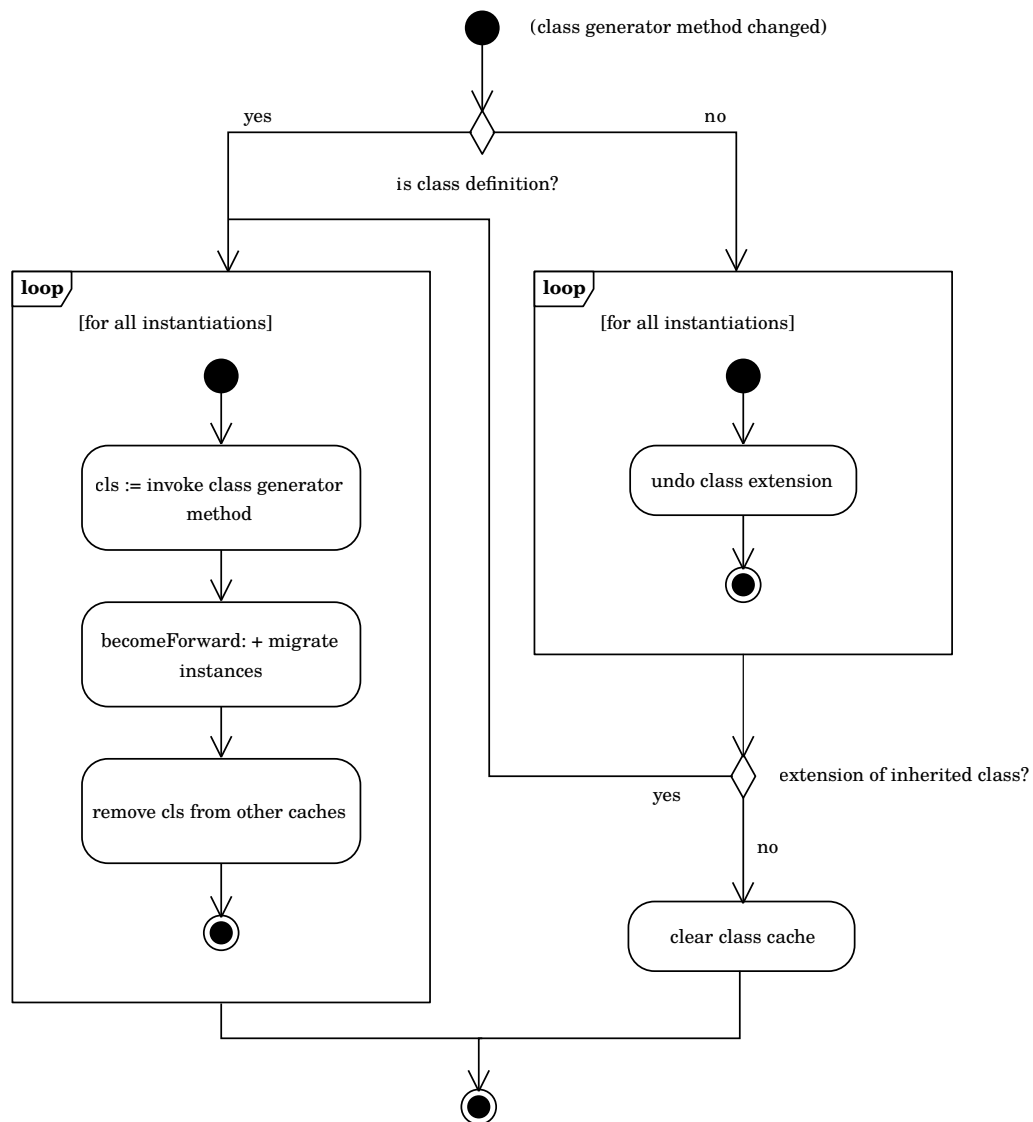 (class generator method changed)
yes
no
is class definition?
loop
[for all instantiations]
cls := invoke class generator
method
becomeForward: + migrate
instances
remove cls from other caches
loop
[for all instantiations]
undo class extension
extension of inherited class?
yes
no
clear class cache